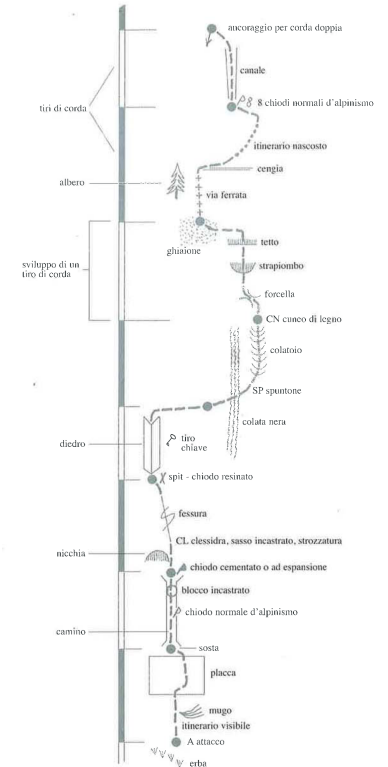 ancoraggio per corda doppia
canale
8 chiodi normali d'alpinismo
tiri di corda
itinerario nascosto
cengia
albero
via ferrata
ghiaione
tetto
sviluppo di un
tiro di corda
strapiombo
forcella
CN cuneo di legno
colatoio
SP spuntone
colata nera
diedro
tiro
chiave
spit - chiodo resinato
fessura
CL clessidra, sasso incastrato, strozzatura
nicchia
chiodo cementato o ad espansione
blocco incastrato
chiodo normale d'alpinismo
camino
sosta
placca
mugo
itinerario visibile
A attacco
erba